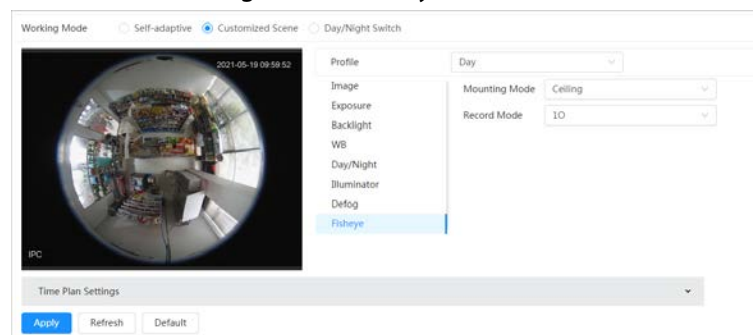 Working Mode Self-adaptive Customized Scene Day/Night Switch
2021-05-19 09:59:52
IPC
Profile Day
Image
Exposure
Backlight
WB
Day/Night
Illuminator
Defog
Fisheye
Mounting Mode Ceiling
Record Mode 1O
Time Plan Settings
Apply Refresh Default